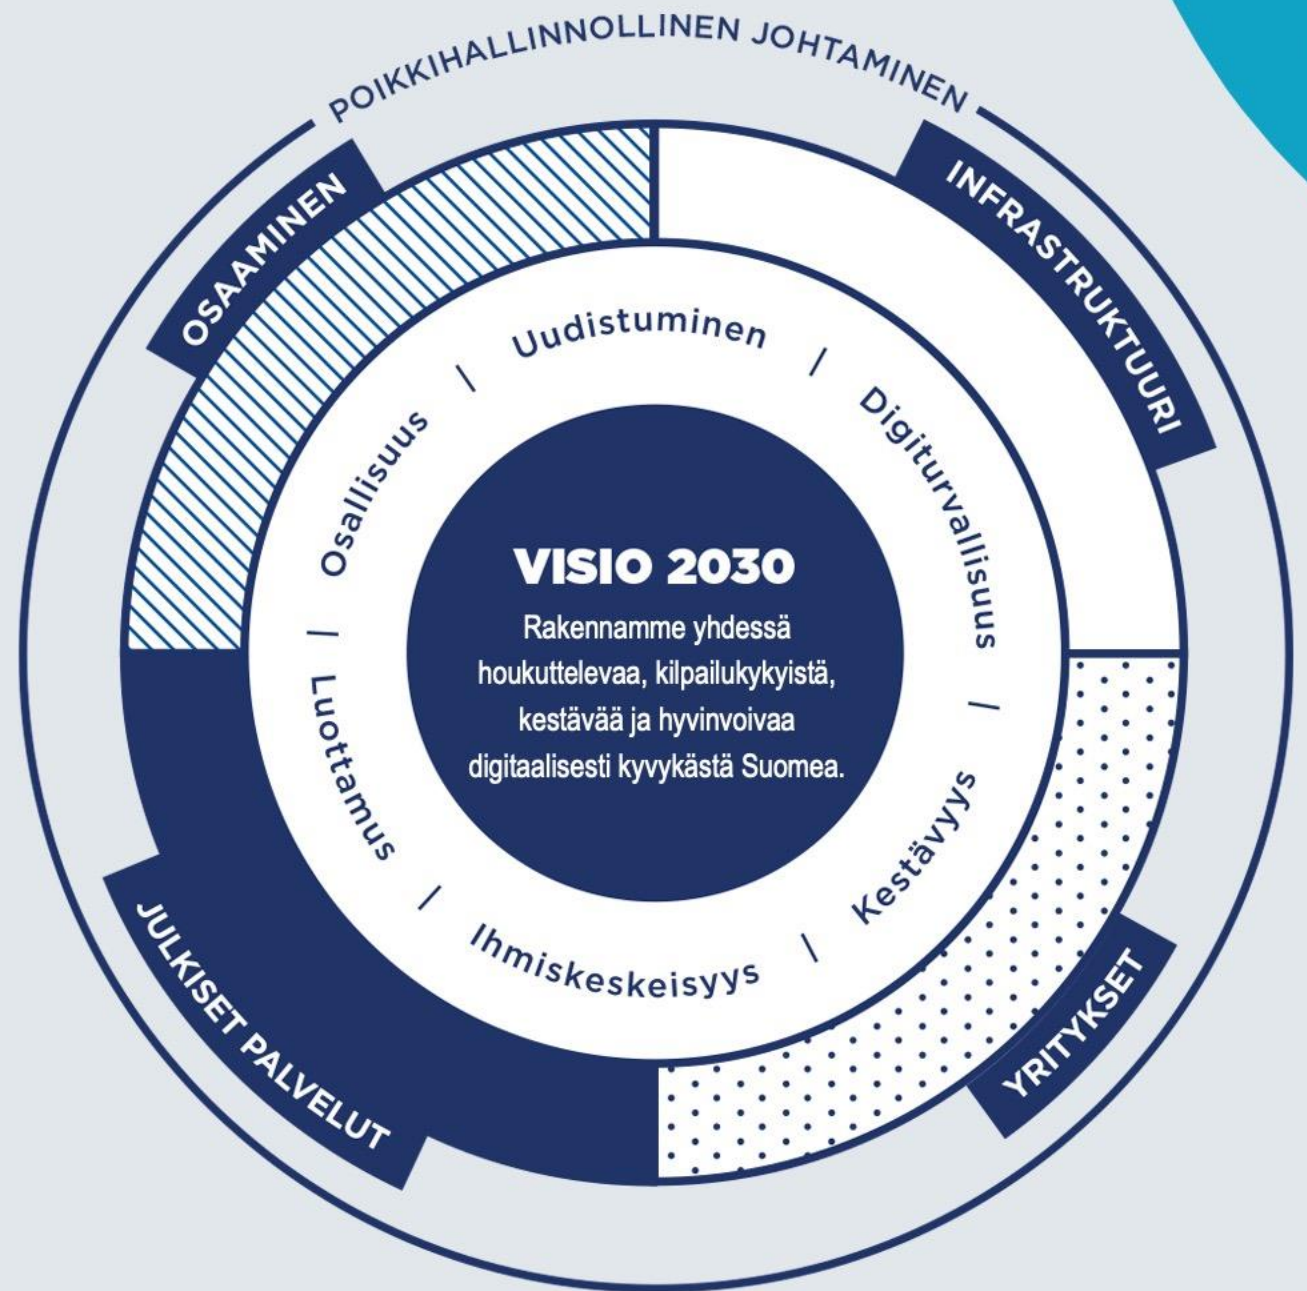 POIKKIHALLINNOLLINEN JOHTAMINEN
OSAAMINEN
INFRASTRUKTUURI
Uudistuminen
|
Digiturvallisuus
|
Kestävyys
|
Ihmiskeskeisyys
|
Luottamus
|
Osallisuus
|
VISIO 2030
Rakennamme yhdessä
houkuttelevaa, kilpailukykyistä,
kestävää ja hyvinvoivaa
digitaalisesti kyvykästä Suomea.
JULKISET PALVELUT
YRITYKSET